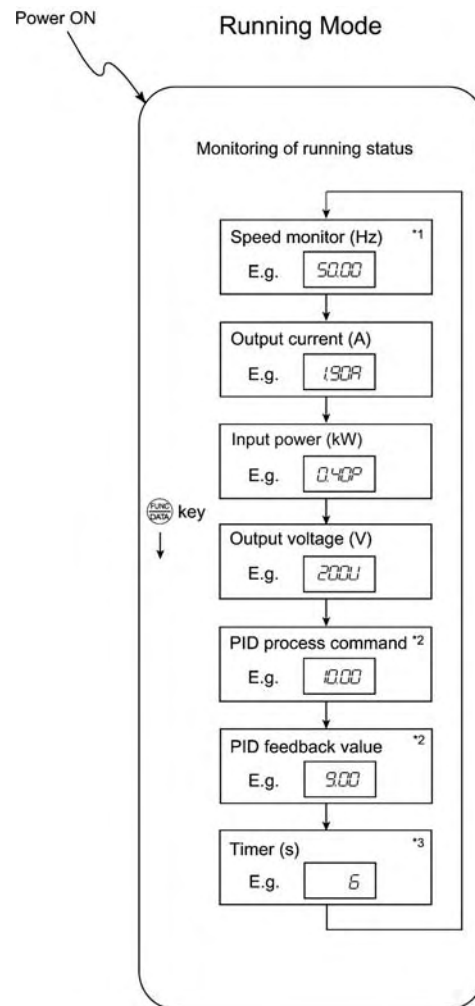 Power ON
Running Mode
Monitoring of running status
Speed monitor (Hz) *1
E.g. 50.00
Output current (A)
E.g. 1.90A
Input power (kW)
E.g. 0.40P
FUNC
DATA key
Output voltage (V)
E.g. 200U
PID process command *2
E.g. 10.00
PID feedback value *2
E.g. 9.00
Timer (s) *3
E.g. 6